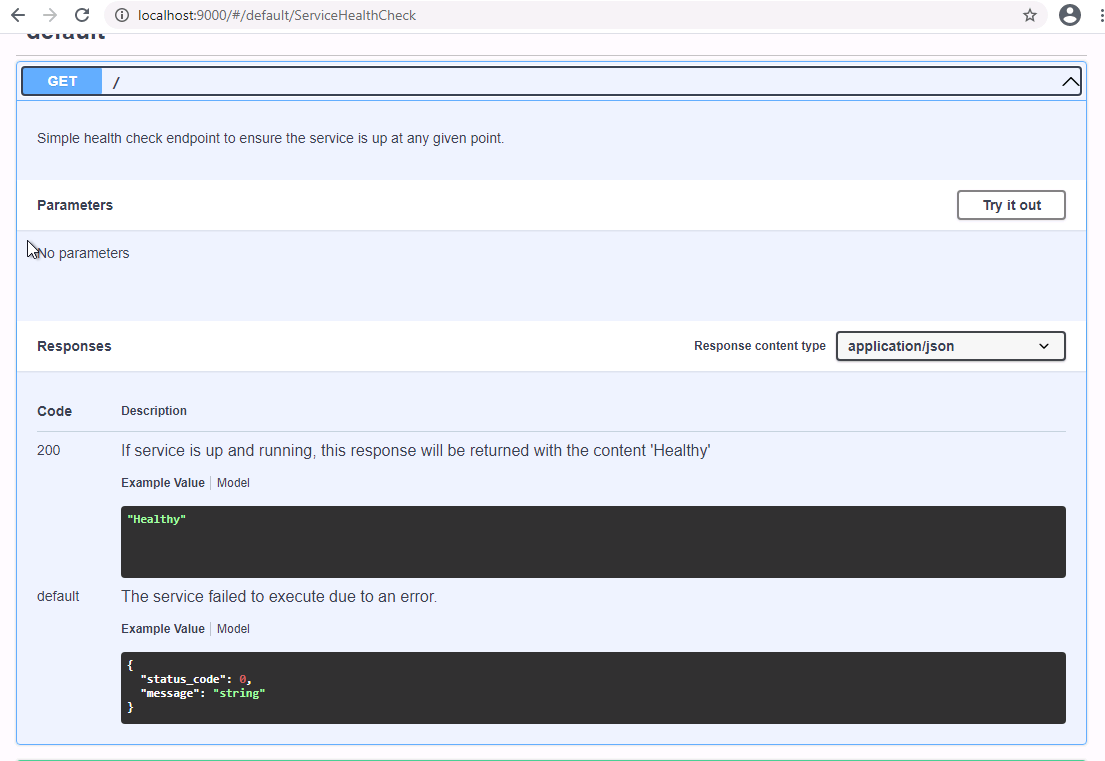 localhost:9000/#/default/ServiceHealthCheck
default
GET /
Simple health check endpoint to ensure the service is up at any given point.
Parameters Try it out
No parameters
Responses Response content type application/json
Code Description
200 If service is up and running, this response will be returned with the content 'Healthy'
Example Value Model
"Healthy"
default The service failed to execute due to an error.
Example Value Model
{
"status_code": 0,
"message": "string"
}